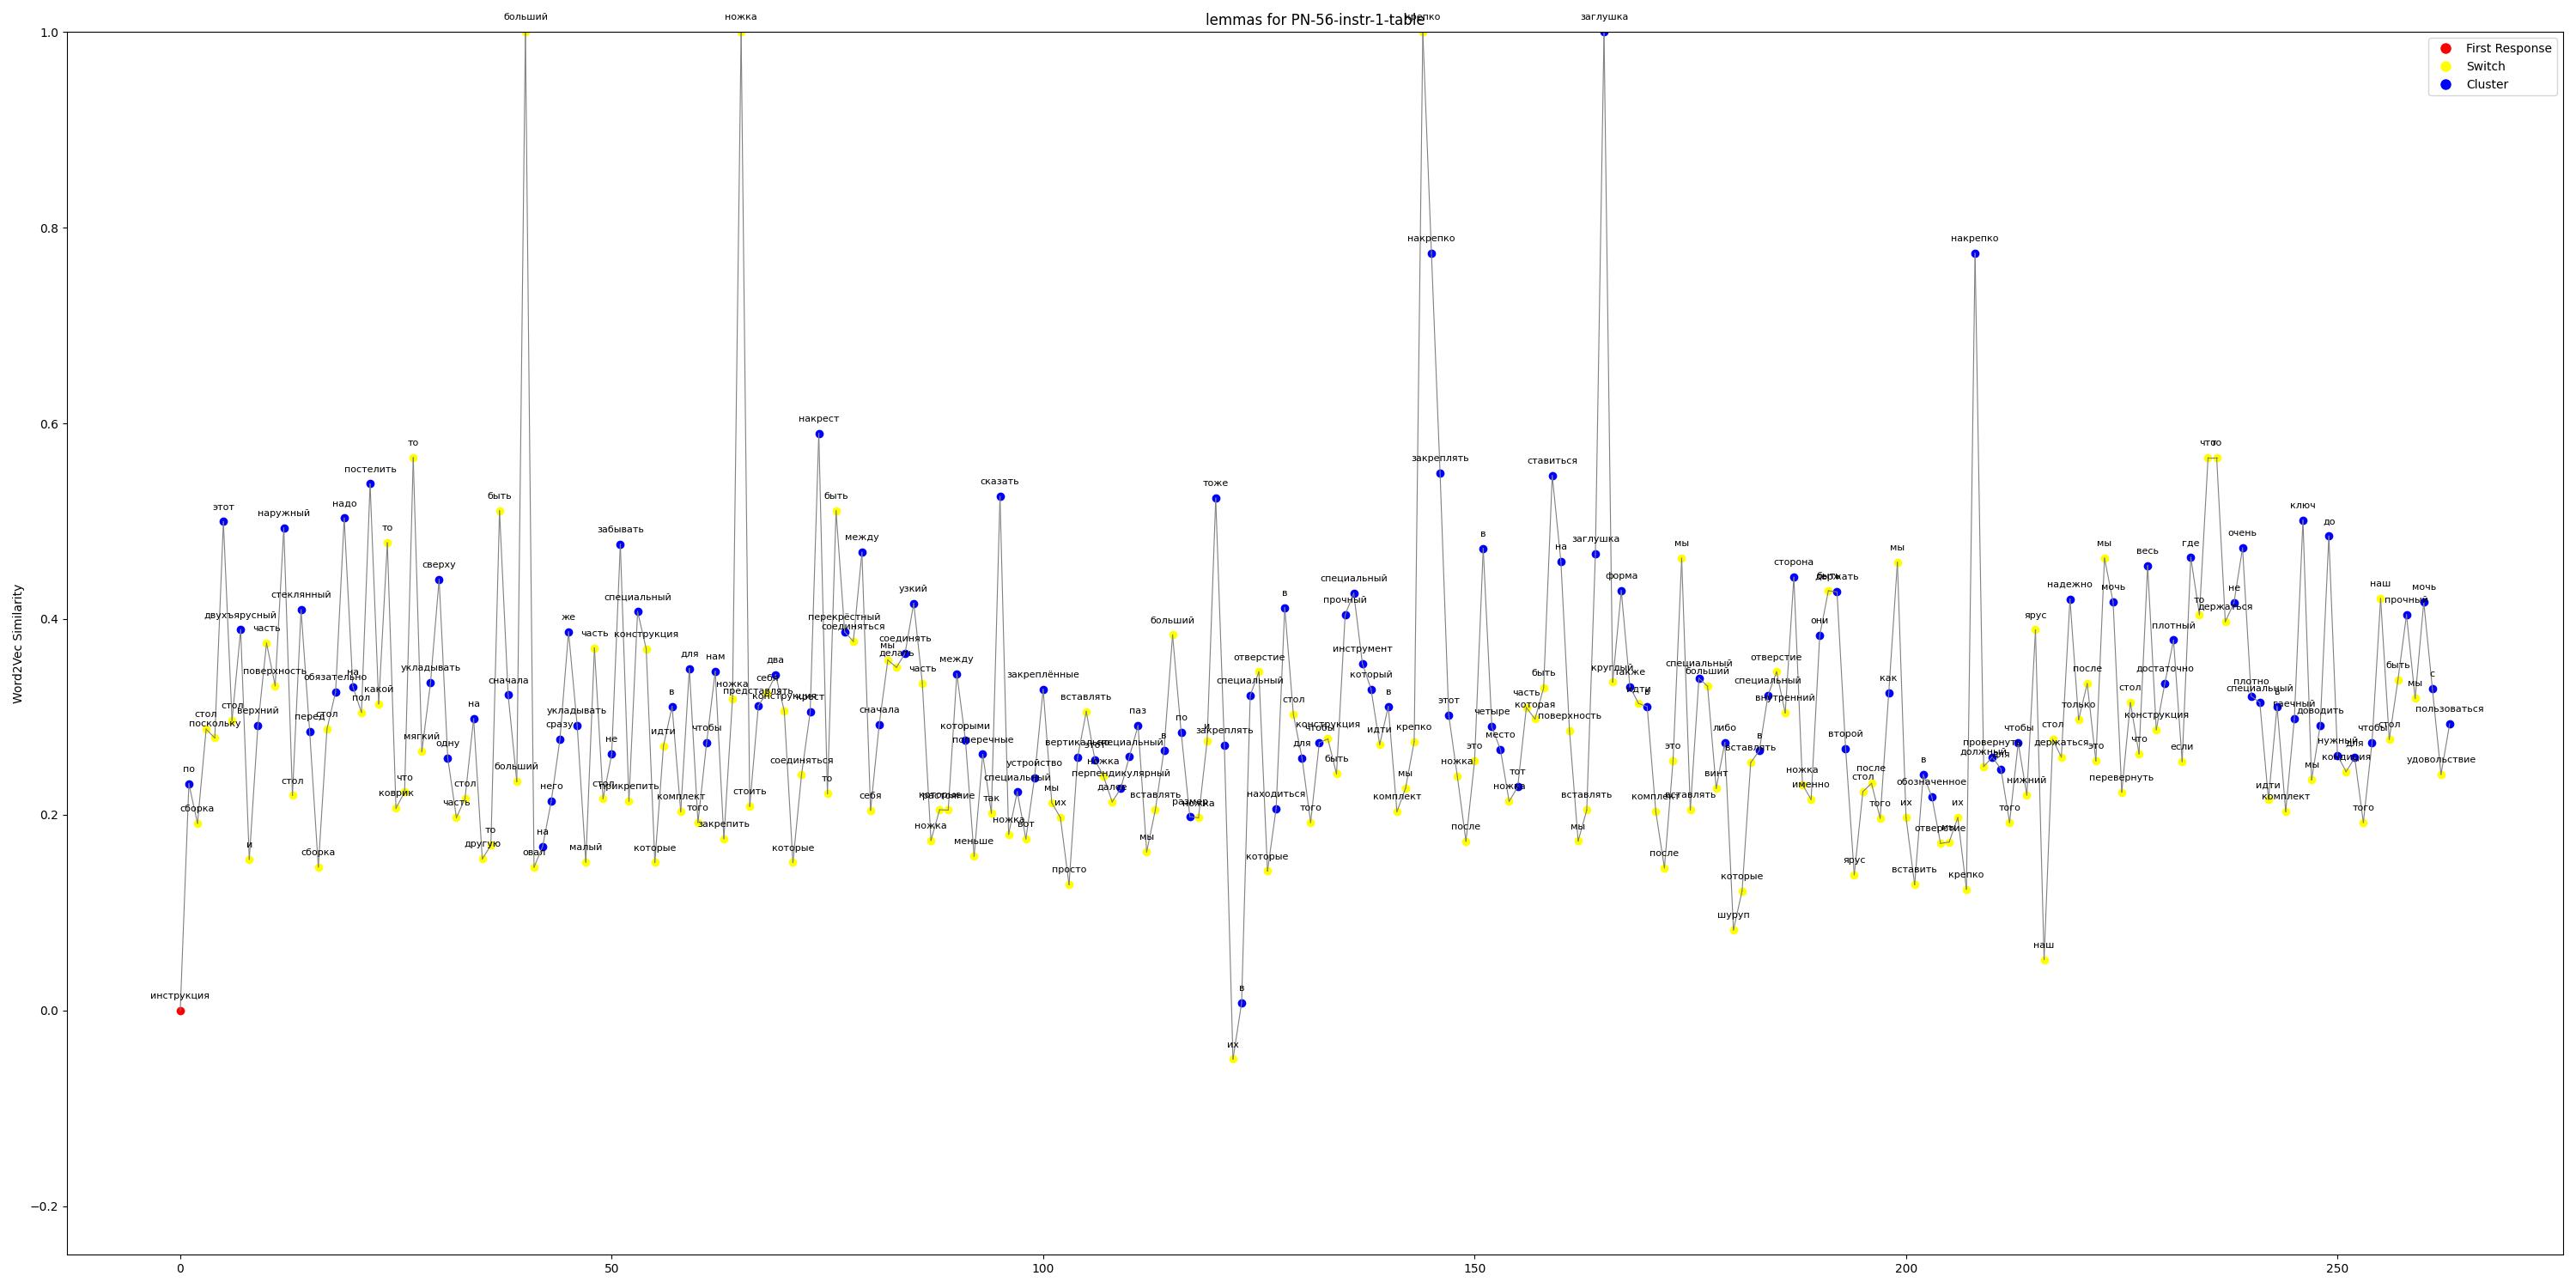 lemmas for PN-56-instr-1-table
First Response
Switch
Cluster
Word2Vec Similarity
1.0
0.8
0.6
0.4
0.2
0.0
−0.2
0
50
100
150
200
250
инструкция
по
сборка
стол
поскольку
этот
стол
двухъярусный
и
верхний
часть
поверхность
наружный
стол
стеклянный
перед
сборка
стол
обязательно
надо
на
пол
постелить
какой
то
коврик
что
то
мягкий
укладывать
сверху
одну
часть
стол
на
другую
то
быть
сначала
больший
больший
овал
на
него
сразу
же
укладывать
малый
часть
стол
не
забывать
прикрепить
специальный
конструкция
которые
идти
в
комплект
для
того
чтобы
нам
закрепить
ножка
ножка
стоить
представлять
себя
два
конструкция
которые
соединяться
крест
накрест
то
быть
перекрёстный
соединяться
между
себя
сначала
мы
делать
соединять
узкий
часть
ножка
которые
расстояние
между
которыми
меньше
поперечные
так
сказать
ножка
специальный
вот
устройство
закреплённые
мы
их
просто
вертикально
вставлять
этот
ножка
далее
перпендикулярный
специальный
паз
мы
вставлять
в
больший
по
размер
ножка
и
тоже
закреплять
их
в
специальный
отверстие
которые
находиться
в
стол
для
того
чтобы
конструкция
быть
прочный
специальный
инструмент
который
идти
в
комплект
мы
крепко
крепко
накрепко
закреплять
этот
ножка
после
это
в
четыре
место
ножка
тот
часть
которая
быть
ставиться
на
поверхность
мы
вставлять
заглушка
заглушка
круглый
форма
также
идти
в
комплект
после
это
мы
вставлять
специальный
больший
винт
либо
шуруп
которые
вставлять
в
специальный
отверстие
внутренний
сторона
ножка
именно
они
быть
держать
второй
ярус
стол
после
того
как
мы
их
вставить
в
обозначенное
отверстие
мы
их
крепко
накрепко
должный
провернуть
для
того
чтобы
нижний
ярус
наш
стол
держаться
надежно
только
после
это
мы
мочь
перевернуть
стол
что
весь
конструкция
достаточно
плотный
если
где
то
что
то
держаться
не
очень
плотно
специальный
идти
в
комплект
гаечный
ключ
мы
доводить
до
нужный
кондиция
для
того
чтобы
наш
стол
быть
прочный
мы
мочь
с
удовольствие
пользоваться